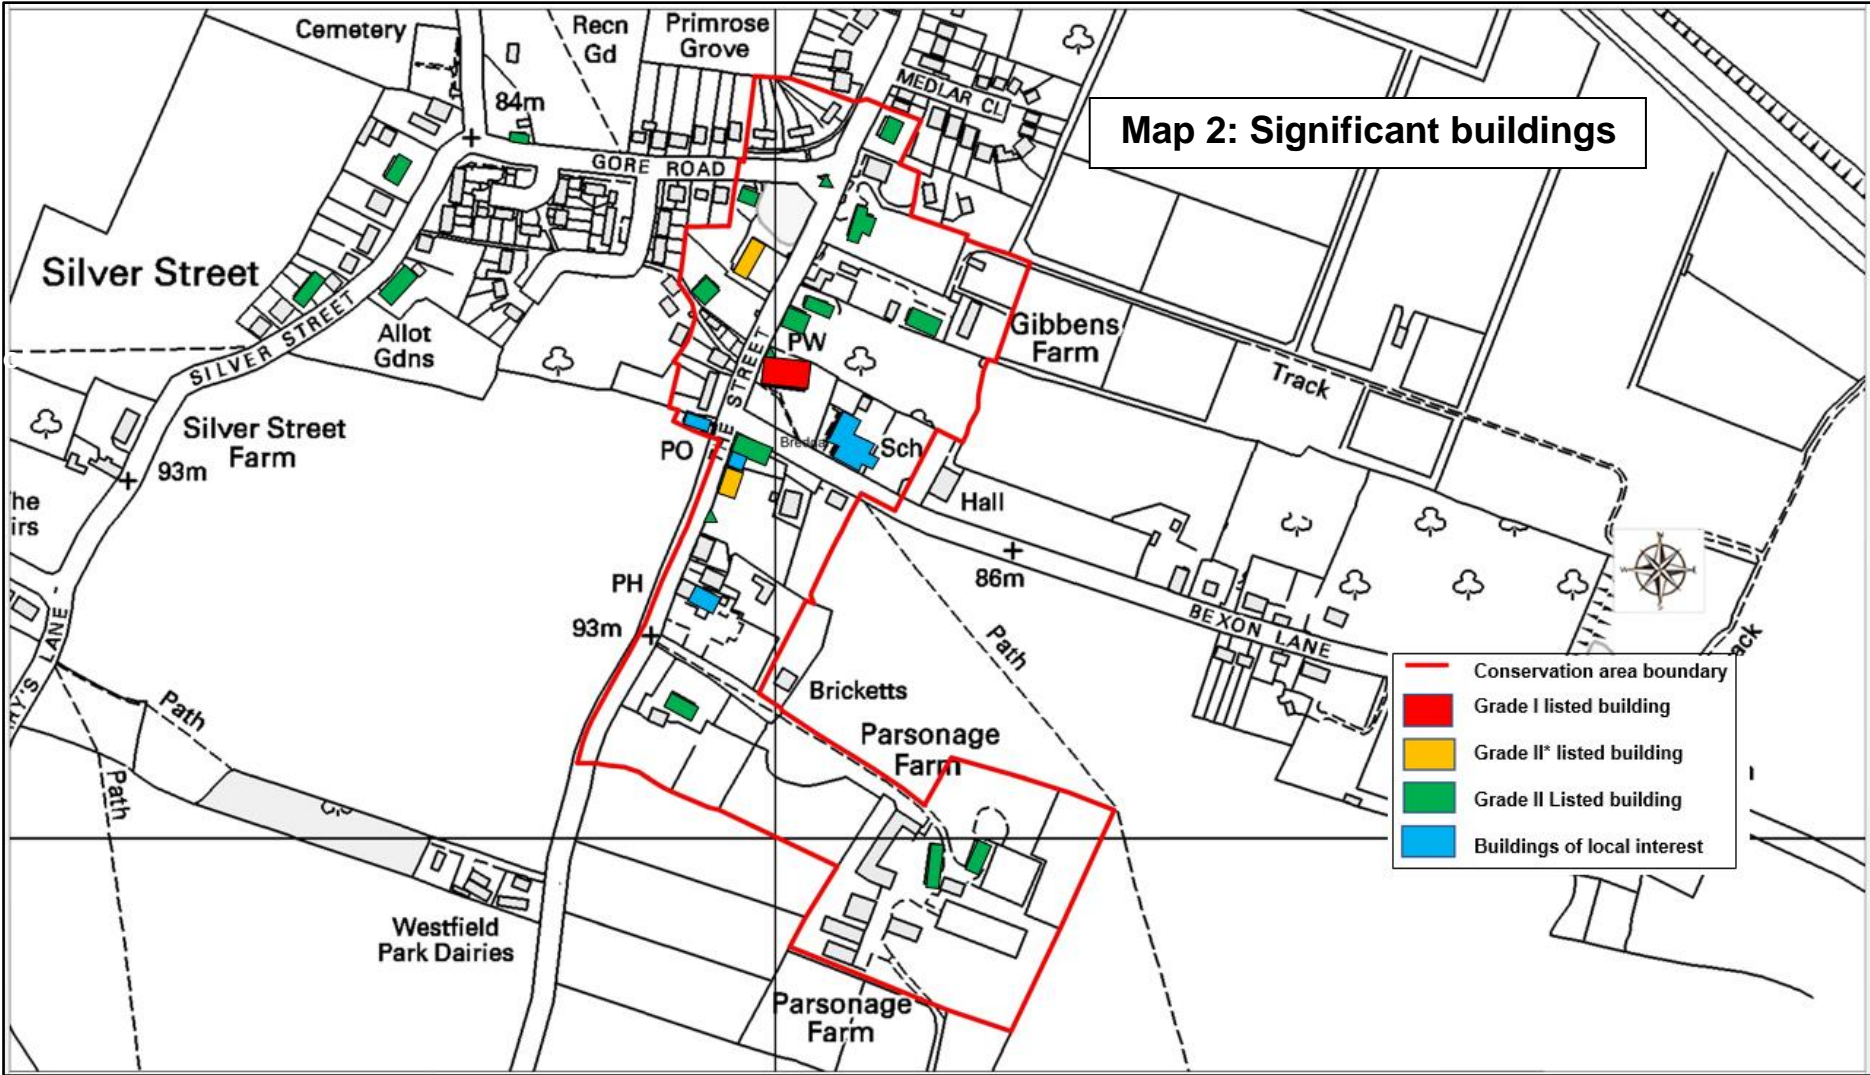 Cemetery
Recn
Gd
Primrose
Grove
MEDLAR CL
84m
Map 2: Significant buildings
GORE ROAD
Silver Street
SILVER STREET
Allot
Gdns
THE STREET
PW
Gibbens
Farm
Track
Silver Street
Farm
93m
PO
Sch
Hall
86m
PH
93m
BEXON LANE
Path
LANE
Path
Path
Bricketts
Parsonage
Farm
Westfield
Park Dairies
Parsonage
Farm
Conservation area boundary
Grade I listed building
Grade II* listed building
Grade II Listed building
Buildings of local interest